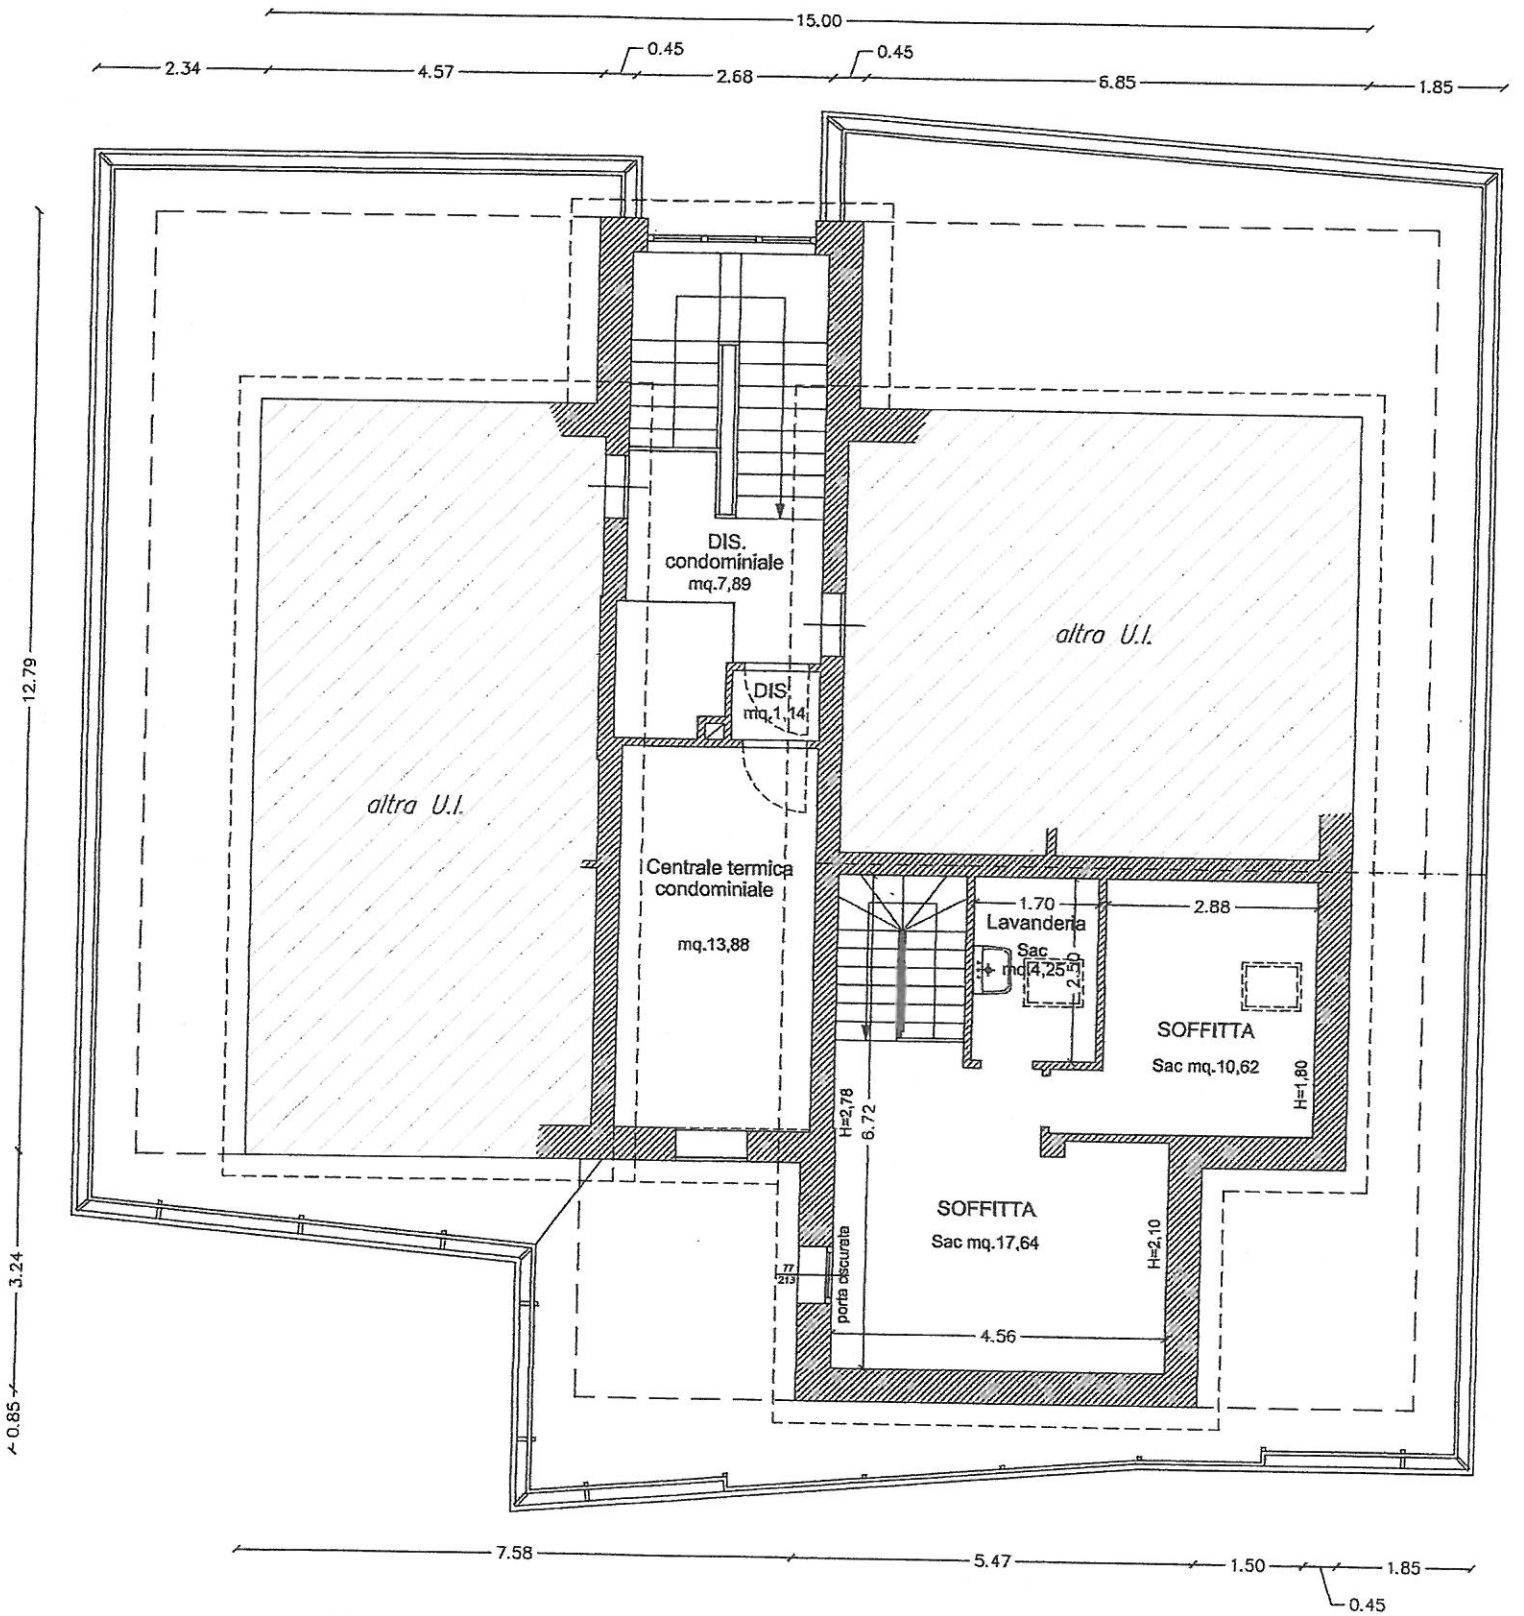 15.00
0.45
0.45
2.34
4.57
2.68
6.85
1.85
12.79
DIS.
condominiale
mq.7,89
altra U.I.
DIS.
mq.1,14
altra U.I.
Centrale termica
condominiale
mq.13,88
1.70
2.88
Lavanderia
Sac
mq.4,25
2.50
SOFFITTA
Sac mq.10,62
H=1,80
H=2,78
6.72
SOFFITTA
Sac mq.17,64
H=2,10
porta oscurata
77
213
4.56
3.24
0.85
7.58
5.47
1.50
1.85
0.45